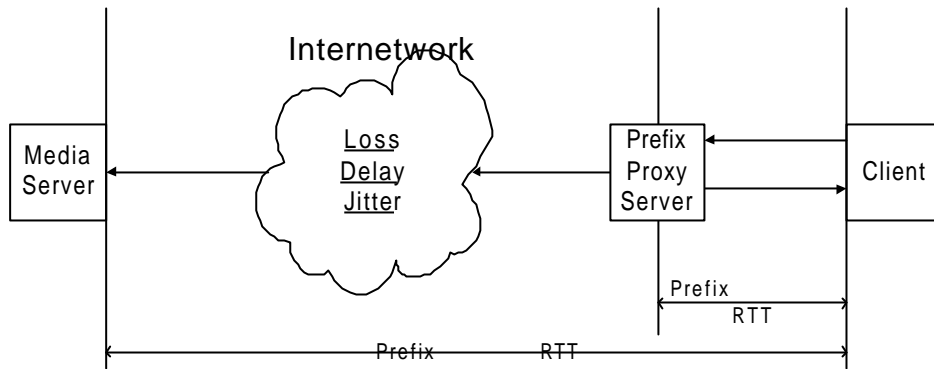 Internetwork
Media
Server
Loss
Delay
Jitter
Prefix
Proxy
Server
Client
Prefix
RTT
Prefix RTT